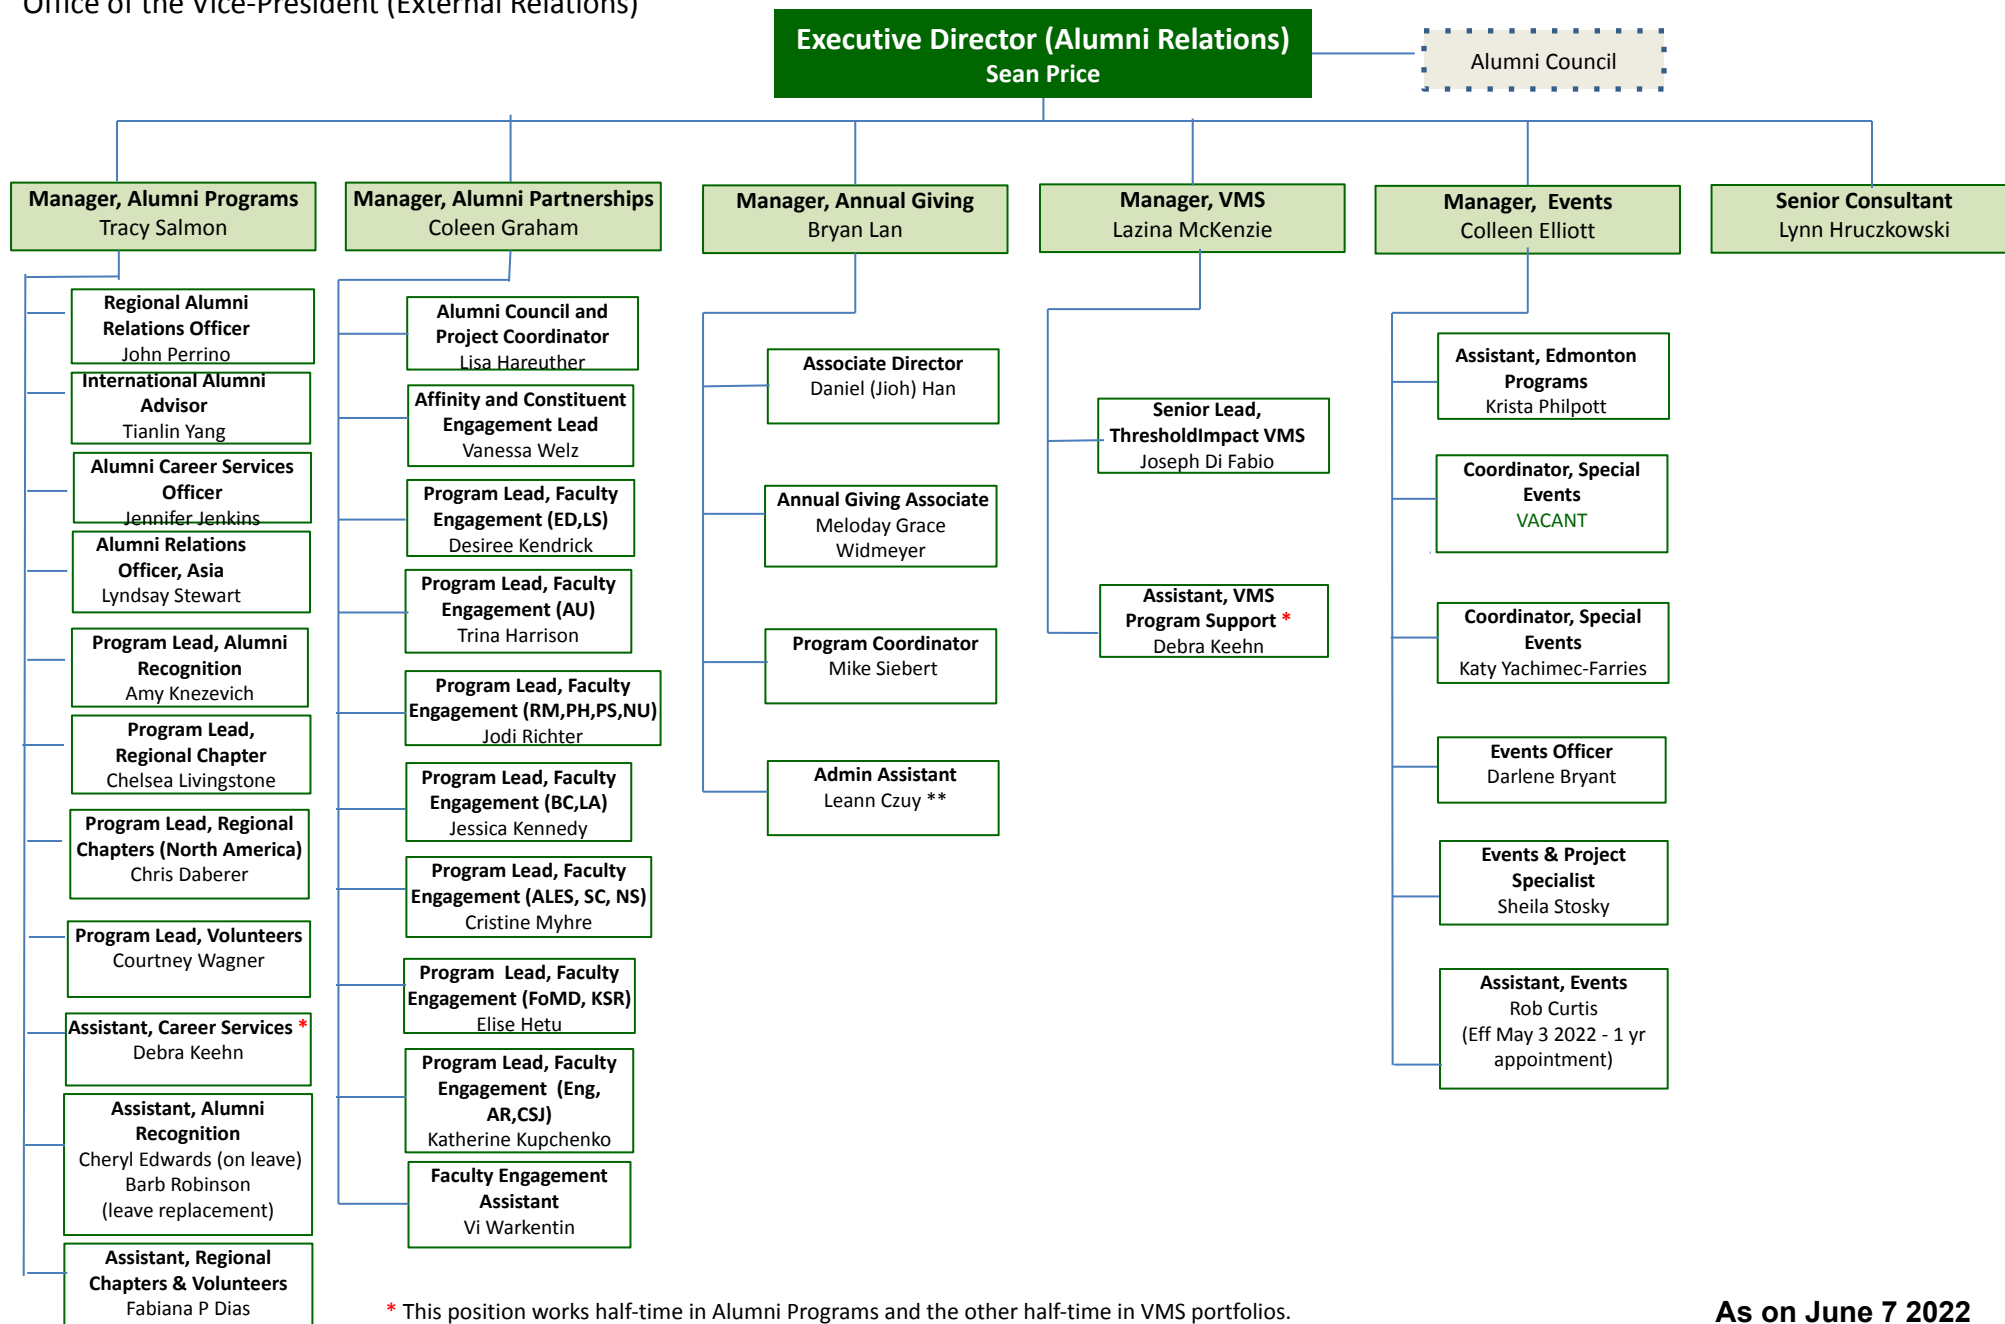 Office of the Vice-President (External Relations)
Executive Director (Alumni Relations)
Sean Price
Alumni Council
Manager, Alumni Programs
Tracy Salmon
Manager, Alumni Partnerships
Coleen Graham
Manager, Annual Giving
Bryan Lan
Manager, VMS
Lazina McKenzie
Manager, Events
Colleen Elliott
Senior Consultant
Lynn Hruczkowski
Regional Alumni
Relations Officer
John Perrino
International Alumni
Advisor
Tianlin Yang
Alumni Career Services
Officer
Jennifer Jenkins
Alumni Relations
Officer, Asia
Lyndsay Stewart
Program Lead, Alumni
Recognition
Amy Knezevich
Program Lead,
Regional Chapter
Chelsea Livingstone
Program Lead, Regional
Chapters (North America)
Chris Daberer
Program Lead, Volunteers
Courtney Wagner
Assistant, Career Services *
Debra Keehn
Assistant, Alumni
Recognition
Cheryl Edwards (on leave)
Barb Robinson
(leave replacement)
Assistant, Regional
Chapters & Volunteers
Fabiana P Dias
Alumni Council and
Project Coordinator
Lisa Hareuther
Affinity and Constituent
Engagement Lead
Vanessa Welz
Program Lead, Faculty
Engagement (ED,LS)
Desiree Kendrick
Program Lead, Faculty
Engagement (AU)
Trina Harrison
Program Lead, Faculty
Engagement (RM,PH,PS,NU)
Jodi Richter
Program Lead, Faculty
Engagement (BC,LA)
Jessica Kennedy
Program Lead, Faculty
Engagement (ALES, SC, NS)
Cristine Myhre
Program Lead, Faculty
Engagement (FoMD, KSR)
Elise Hetu
Program Lead, Faculty
Engagement (Eng,
AR,CSJ)
Katherine Kupchenko
Faculty Engagement
Assistant
Vi Warkentin
Associate Director
Daniel (Jioh) Han
Annual Giving Associate
Meloday Grace
Widmeyer
Program Coordinator
Mike Siebert
Admin Assistant
Leann Czuy **
Senior Lead,
ThresholdImpact VMS
Joseph Di Fabio
Assistant, VMS
Program Support *
Debra Keehn
Assistant, Edmonton
Programs
Krista Philpott
Coordinator, Special
Events
VACANT
Coordinator, Special
Events
Katy Yachimec-Farries
Events Officer
Darlene Bryant
Events & Project
Specialist
Sheila Stosky
Assistant, Events
Rob Curtis
(Eff May 3 2022 - 1 yr
appointment)
* This position works half-time in Alumni Programs and the other half-time in VMS portfolios.
As on June 7 2022